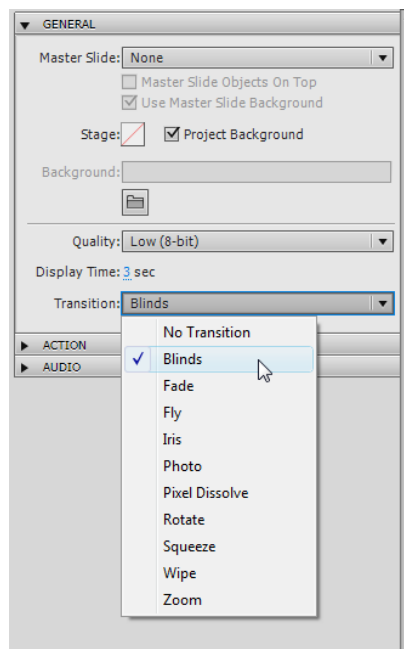 GENERAL
Master Slide: None
Master Slide Objects On Top
Use Master Slide Background
Stage: Project Background
Background:
Quality: Low (8-bit)
Display Time: 3 sec
Transition: Blinds
No Transition
ACTION
Blinds
AUDIO
Fade
Fly
Iris
Photo
Pixel Dissolve
Rotate
Squeeze
Wipe
Zoom